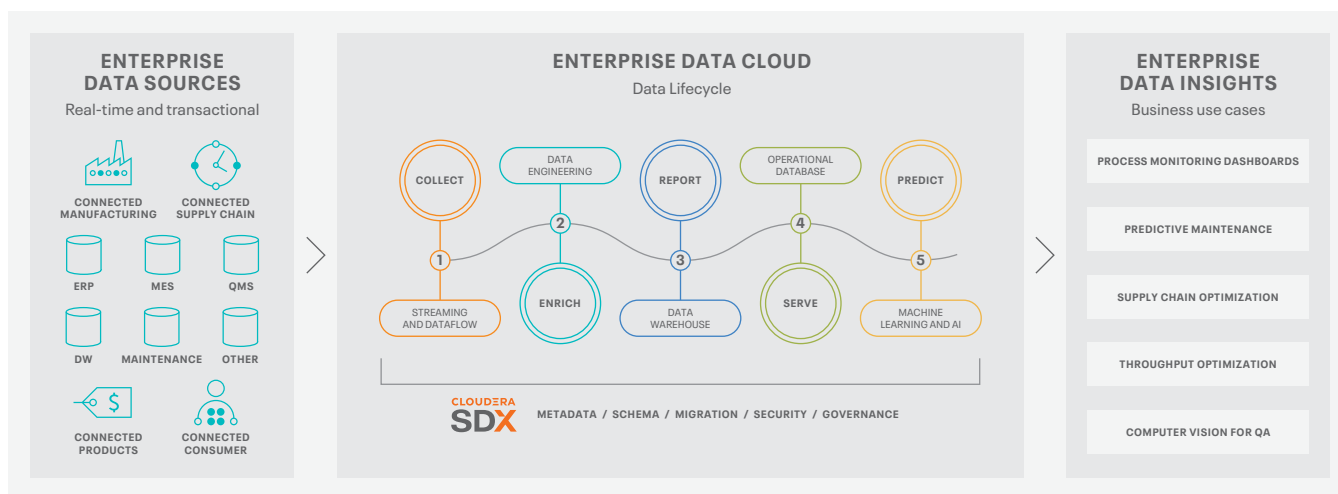 ENTERPRISE
DATA SOURCES
Real-time and transactional
CONNECTED
MANUFACTURING
CONNECTED
SUPPLY CHAIN
ERP
MES
QMS
DW
MAINTENANCE
OTHER
$
CONNECTED
PRODUCTS
CONNECTED
CONSUMER
ENTERPRISE DATA CLOUD
Data Lifecycle
COLLECT
1
STREAMING
AND DATAFLOW
DATA
ENGINEERING
2
ENRICH
REPORT
3
DATA
WAREHOUSE
OPERATIONAL
DATABASE
4
SERVE
PREDICT
5
MACHINE
LEARNING AND AI
CLOUDERA
SDX
METADATA / SCHEMA / MIGRATION / SECURITY / GOVERNANCE
ENTERPRISE
DATA INSIGHTS
Business use cases
PROCESS MONITORING DASHBOARDS
PREDICTIVE MAINTENANCE
SUPPLY CHAIN OPTIMIZATION
THROUGHPUT OPTIMIZATION
COMPUTER VISION FOR QA